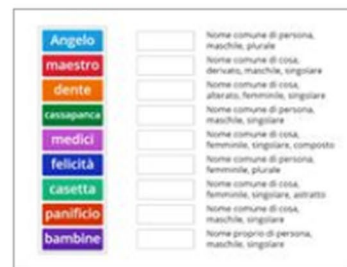 Angelo
Nome comune di persona,
maschile, plurale
maestro
Nome comune di cosa,
derivato, maschile, singolare
dente
Nome comune di cosa,
alterato, femminile, singolare
cassapanca
Nome comune di persona,
maschile, singolare
medici
Nome comune di cosa,
femminile, singolare, composto
felicità
Nome comune di persona,
femminile, plurale
casetta
Nome comune di cosa,
femminile, singolare, astratto
panificio
Nome comune di cosa,
maschile, singolare
bambine
Nome proprio di persona,
maschile, singolare